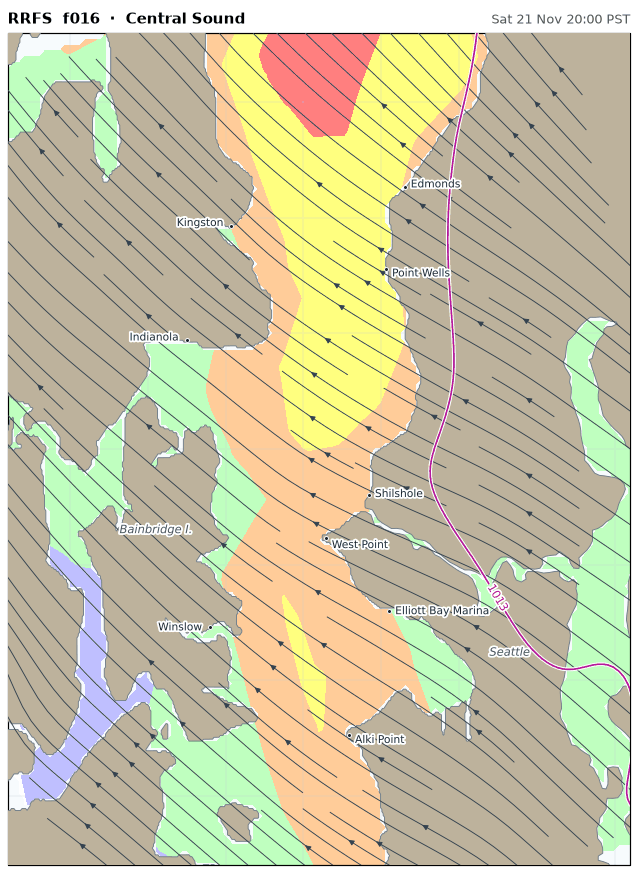 RRFS f016 · Central Sound
Sat 21 Nov 20:00 PST
Edmonds
Kingston
Point Wells
Indianola
Shilshole
Bainbridge I.
West Point
1013
Elliott Bay Marina
Winslow
Seattle
Alki Point